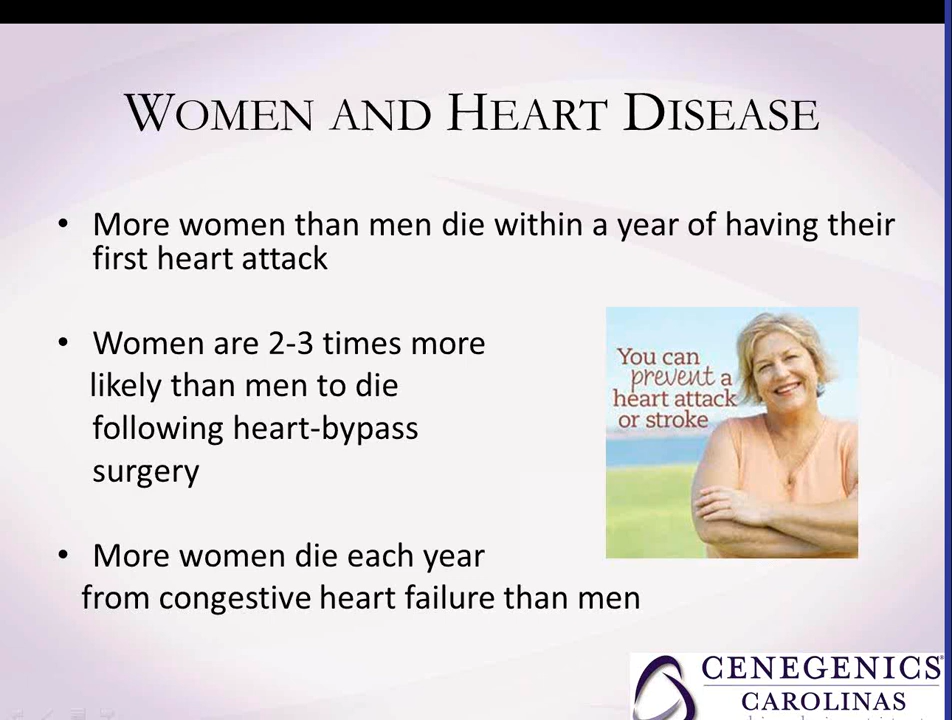 WOMEN AND HEART DISEASE
• More women than men die within a year of having their
first heart attack
• Women are 2-3 times more
likely than men to die
following heart-bypass
surgery
You can
prevent a
heart attack
or stroke
• More women die each year
from congestive heart failure than men
CENEGENICS®
CAROLINAS